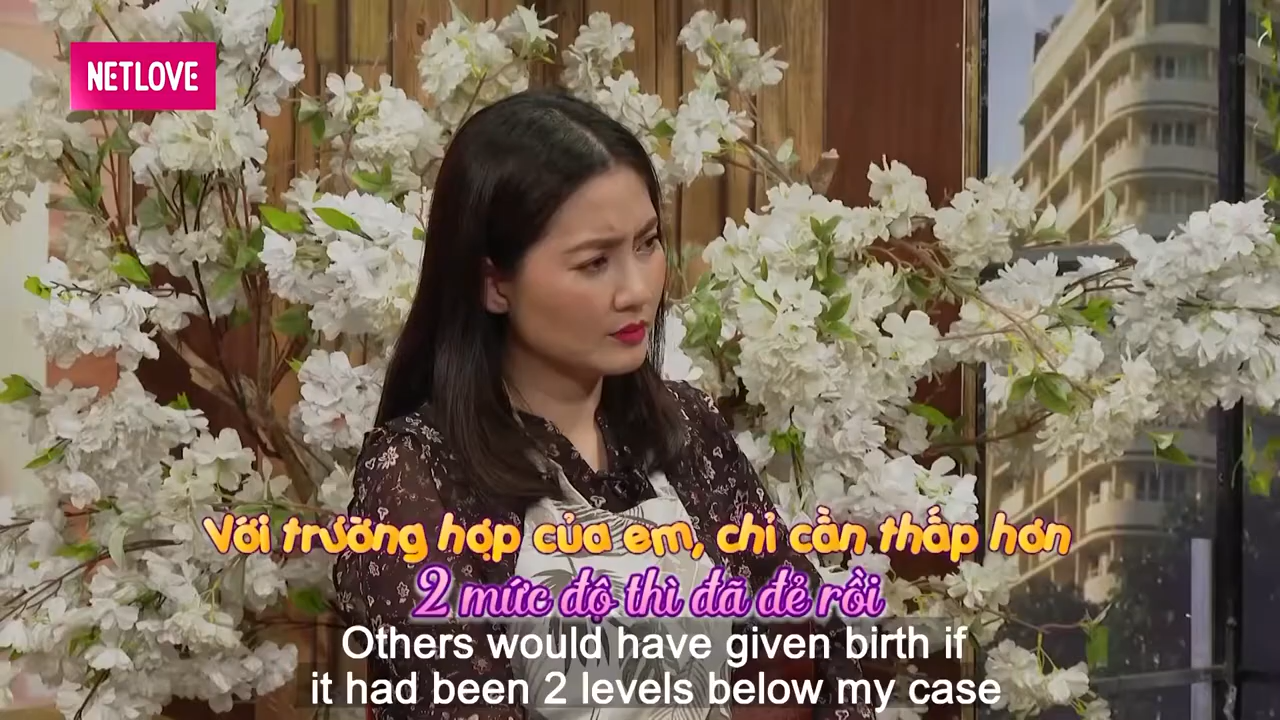 NETLOVE
Với trường hợp của em, chỉ cần thấp hơn
2 mức độ thì đã đẻ rồi
Others would have given birth if
it had been 2 levels below my case